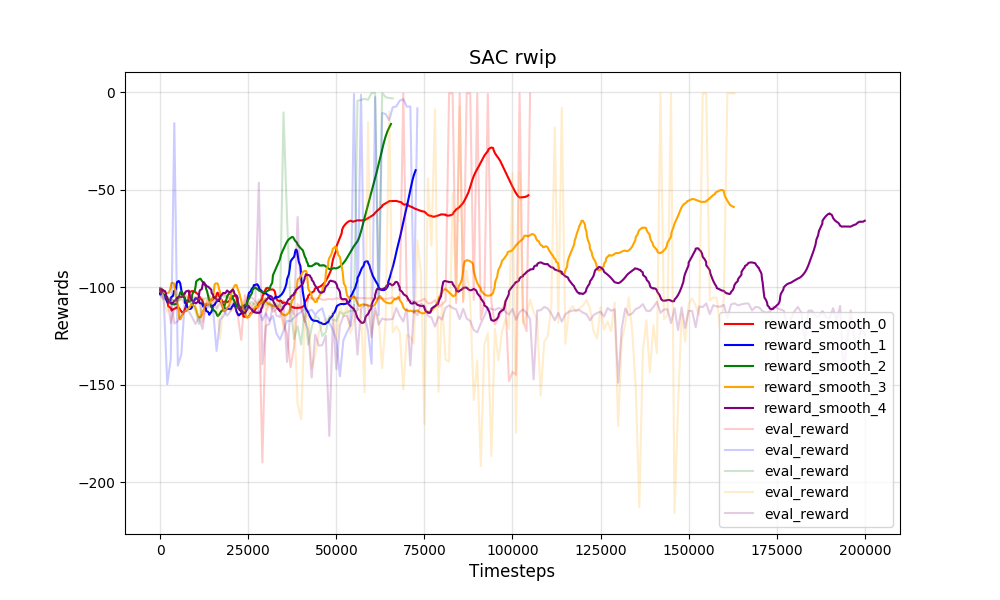 SAC rwip
Rewards
0
−50
−100
−150
−200
reward_smooth_0
reward_smooth_1
reward_smooth_2
reward_smooth_3
reward_smooth_4
eval_reward
eval_reward
eval_reward
eval_reward
eval_reward
0 25000 50000 75000 100000 125000 150000 175000 200000
Timesteps